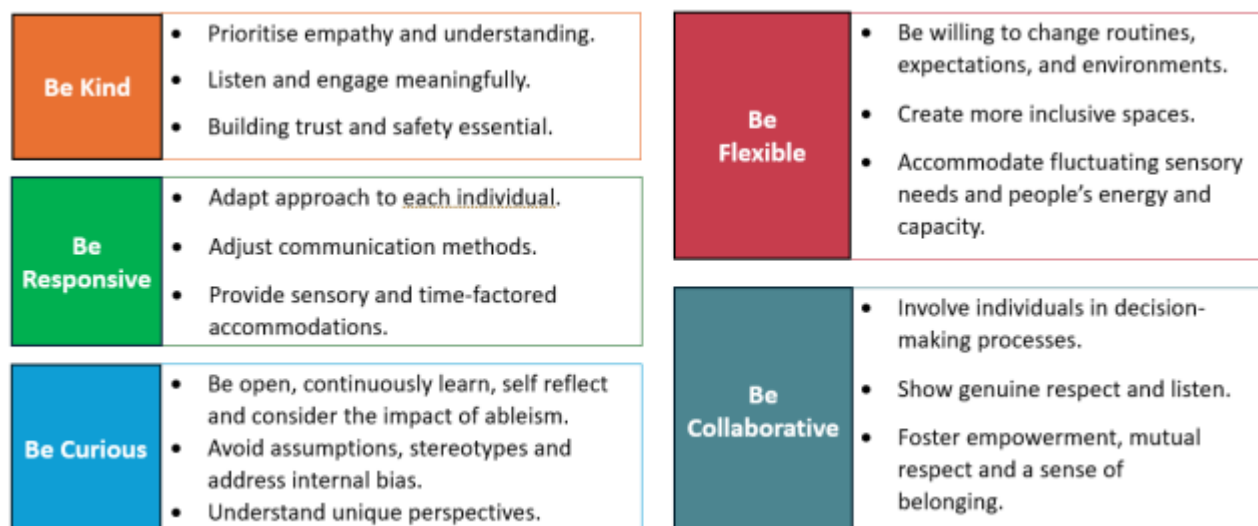 Be Kind
• Prioritise empathy and understanding.
• Listen and engage meaningfully.
• Building trust and safety essential.
Be
Responsive
• Adapt approach to each individual.
• Adjust communication methods.
• Provide sensory and time-factored
accommodations.
Be Curious
• Be open, continuously learn, self reflect
and consider the impact of ableism.
• Avoid assumptions, stereotypes and
address internal bias.
• Understand unique perspectives.
Be
Flexible
• Be willing to change routines,
expectations, and environments.
• Create more inclusive spaces.
• Accommodate fluctuating sensory
needs and people’s energy and
capacity.
Be
Collaborative
• Involve individuals in decision-
making processes.
• Show genuine respect and listen.
• Foster empowerment, mutual
respect and a sense of
belonging.